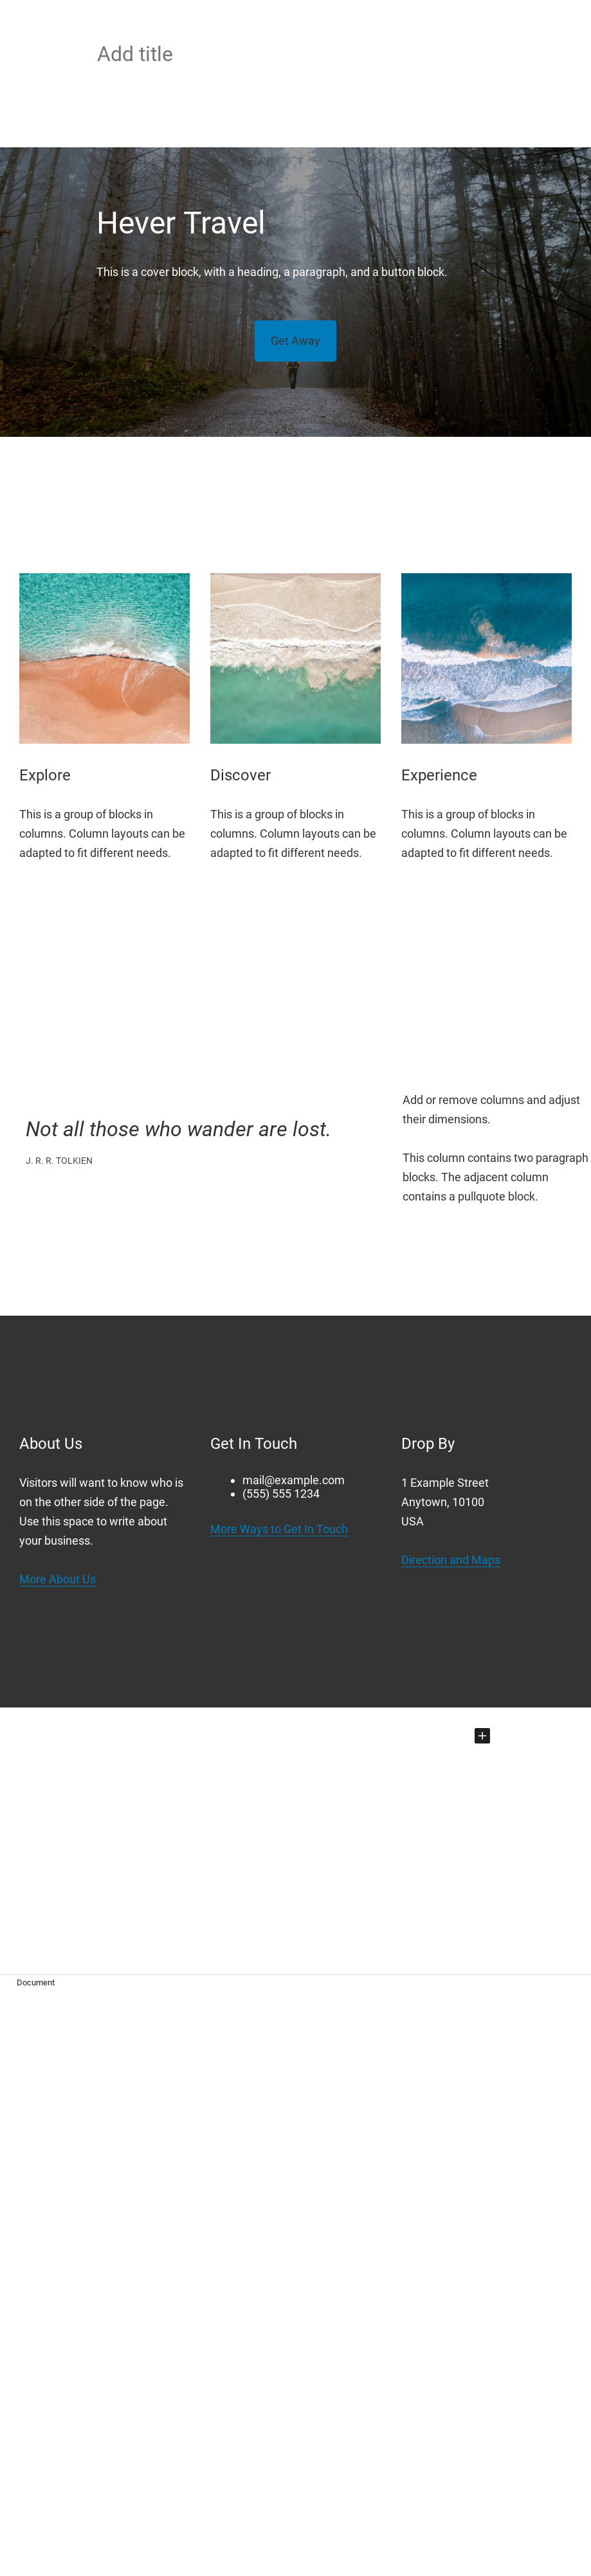 Add title
Hever Travel
This is a cover block, with a heading, a paragraph, and a button block.
Get Away
Explore
This is a group of blocks in
columns. Column layouts can be
adapted to fit different needs.
Discover
This is a group of blocks in
columns. Column layouts can be
adapted to fit different needs.
Experience
This is a group of blocks in
columns. Column layouts can be
adapted to fit different needs.
Not all those who wander are lost.
J. R. R. TOLKIEN
Add or remove columns and adjust
their dimensions.
This column contains two paragraph
blocks. The adjacent column
contains a pullquote block.
About Us
Visitors will want to know who is
on the other side of the page.
Use this space to write about
your business.
More About Us
Get In Touch
mail@example.com
(555) 555 1234
More Ways to Get In Touch
Drop By
1 Example Street
Anytown, 10100
USA
Direction and Maps
Document